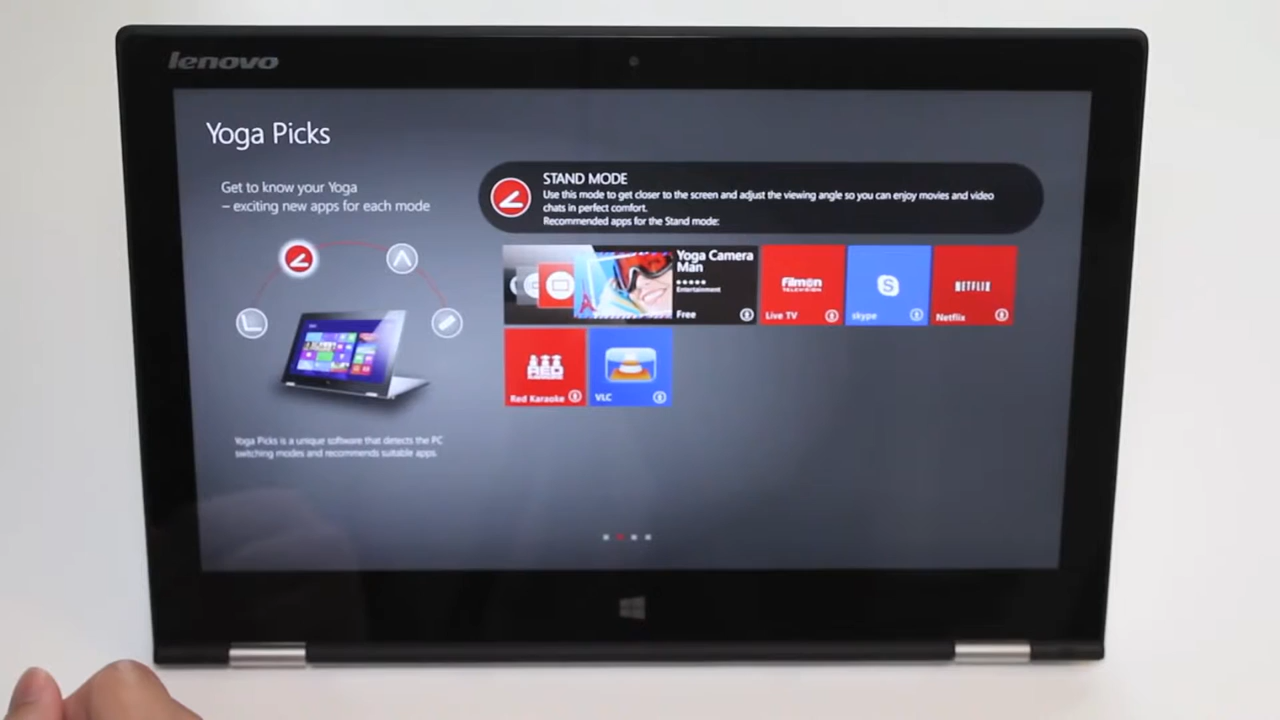 lenovo
Yoga Picks
Get to know your Yoga
– exciting new apps for each mode
Yoga Picks is a unique software that detects the PC
switching modes and recommends suitable apps.
STAND MODE
Use this mode to get closer to the screen and adjust the viewing angle so you can enjoy movies and video
chats in perfect comfort.
Recommended apps for the Stand mode:
Yoga Camera
Man
Entertainment
Free
FilmOn
TELEVISION
Live TV
S
skype
NETFLIX
Netflix
RED
KARAOKE
Red Karaoke
VLC